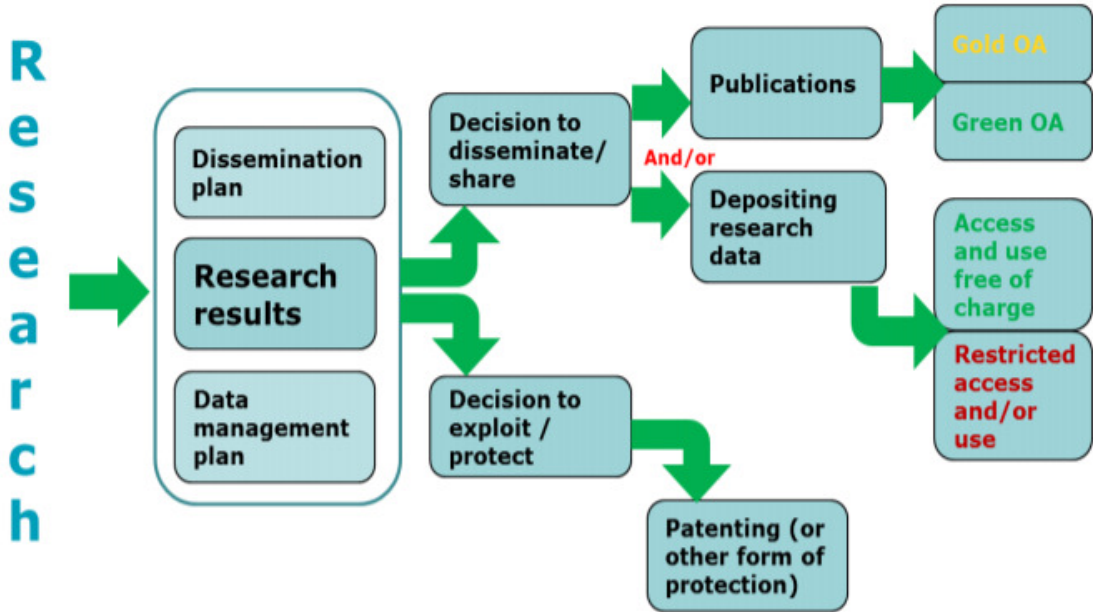 Research
Dissemination
plan
Research
results
Data
management
plan
Decision to
disseminate/
share
Decision to
exploit /
protect
And/or
Publications
Depositing
research
data
Patenting (or
other form of
protection)
Gold OA
Green OA
Access
and use
free of
charge
Restricted
access
and/or
use